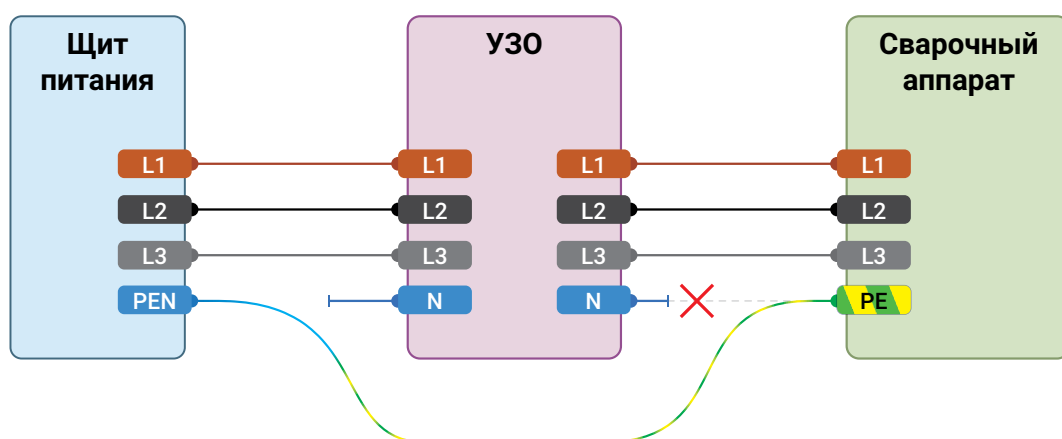 Щит
питания
УЗО
Сварочный
аппарат
L1 L1 L1 L1
L2 L2 L2 L2
L3 L3 L3 L3
PEN N N PE